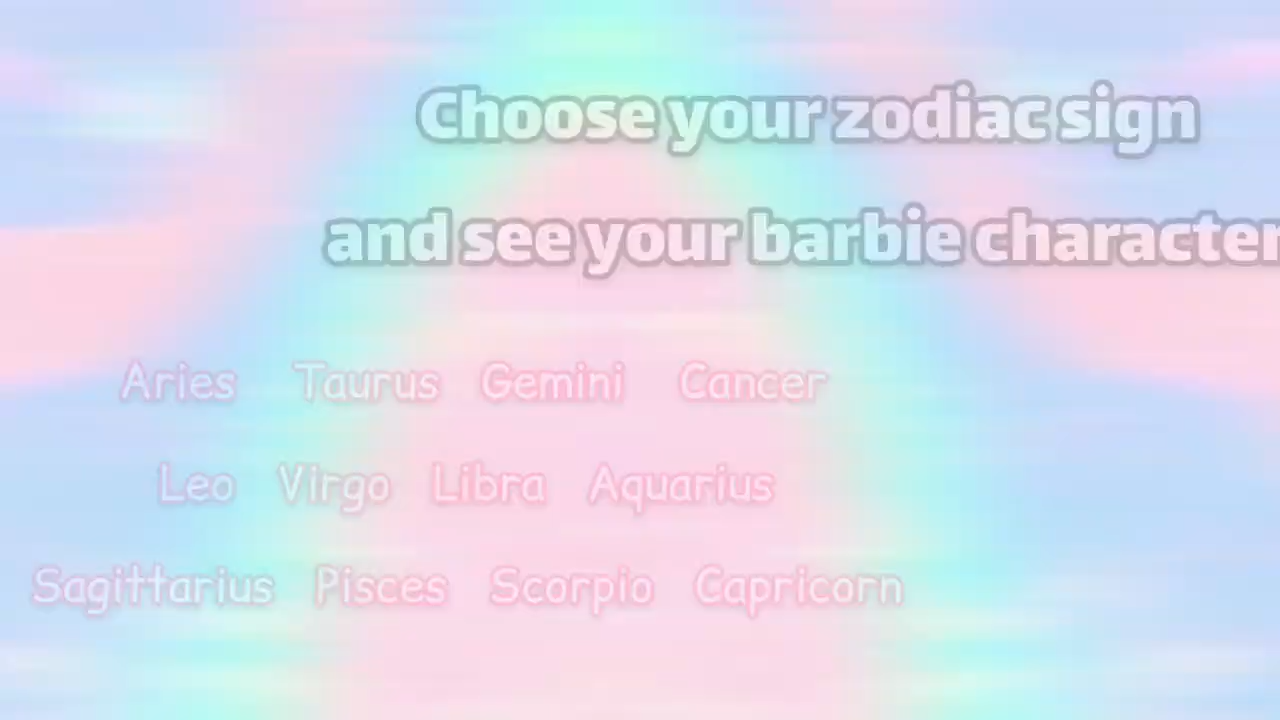 Choose your zodiac sign
and see your barbie character
Aries Taurus Gemini Cancer
Leo Virgo Libra Aquarius
Sagittarius Pisces Scorpio Capricorn